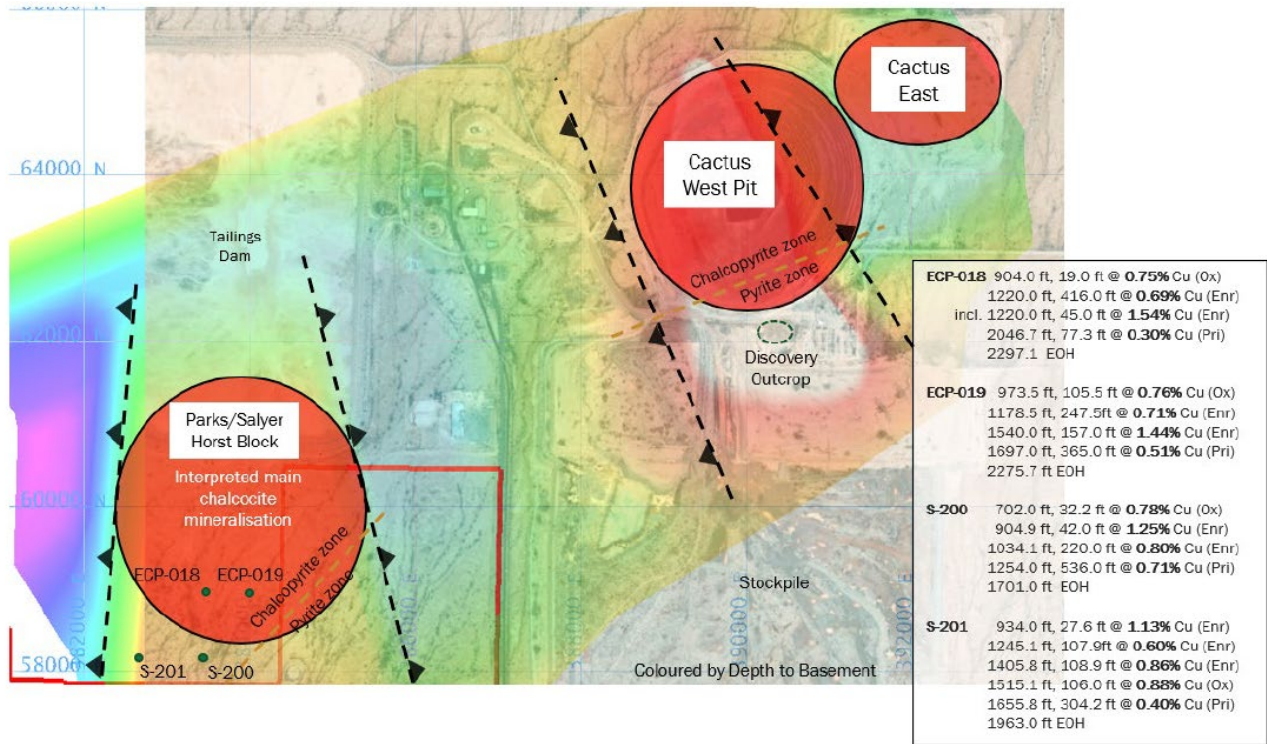 Cactus
East
Cactus
West Pit
64000 N
Tailings
Dam
Chalcopyrite zone
Pyrite zone
Discovery
Outcrop
Parks/Salyer
Horst Block
Interpreted main
chalcocite
mineralisation
60000 N
ECP-018 ECP-019
Chalcopyrite zone
Pyrite zone
Stockpile
58000
S-201 S-200
Coloured by Depth to Basement
ECP-018 904.0 ft, 19.0 ft @ 0.75% Cu (Ox)
1220.0 ft, 416.0 ft @ 0.69% Cu (Enr)
incl. 1220.0 ft, 45.0 ft @ 1.54% Cu (Enr)
2046.7 ft, 77.3 ft @ 0.30% Cu (Pri)
2297.1 EOH
ECP-019 973.5 ft, 105.5 ft @ 0.76% Cu (Ox)
1178.5 ft, 247.5ft @ 0.71% Cu (Enr)
1540.0 ft, 157.0 ft @ 1.44% Cu (Enr)
1697.0 ft, 365.0 ft @ 0.51% Cu (Pri)
2275.7 ft EOH
S-200 702.0 ft, 32.2 ft @ 0.78% Cu (Ox)
904.9 ft, 42.0 ft @ 1.25% Cu (Enr)
1034.1 ft, 220.0 ft @ 0.80% Cu (Enr)
1254.0 ft, 536.0 ft @ 0.71% Cu (Pri)
1701.0 ft EOH
S-201 934.0 ft, 27.6 ft @ 1.13% Cu (Enr)
1245.1 ft, 107.9ft @ 0.60% Cu (Enr)
1405.8 ft, 108.9 ft @ 0.86% Cu (Enr)
1515.1 ft, 106.0 ft @ 0.88% Cu (Ox)
1655.8 ft, 304.2 ft @ 0.40% Cu (Pri)
1963.0 ft EOH